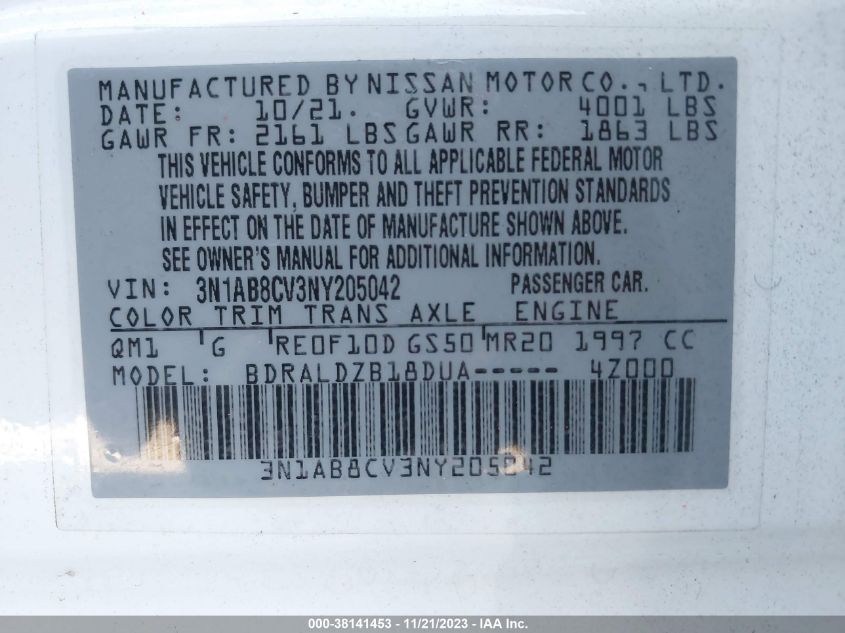 MANUFACTURED BY NISSAN MOTOR CO., LTD.
DATE: 10/21. GVWR: 4001 LBS
GAWR FR: 2161 LBS GAWR RR: 1863 LBS
THIS VEHICLE CONFORMS TO ALL APPLICABLE FEDERAL MOTOR
VEHICLE SAFETY, BUMPER AND THEFT PREVENTION STANDARDS
IN EFFECT ON THE DATE OF MANUFACTURE SHOWN ABOVE.
SEE OWNER'S MANUAL FOR ADDITIONAL INFORMATION.
VIN: 3N1AB8CV3NY205042 PASSENGER CAR.
COLOR TRIM TRANS AXLE ENGINE
QM1 G RE0F10D GS50 MR20 1997 CC
MODEL: BDRALDZB18DUA----- 4Z000
3N1AB8CV3NY205042
000-38141453 - 11/21/2023 - IAAI.com